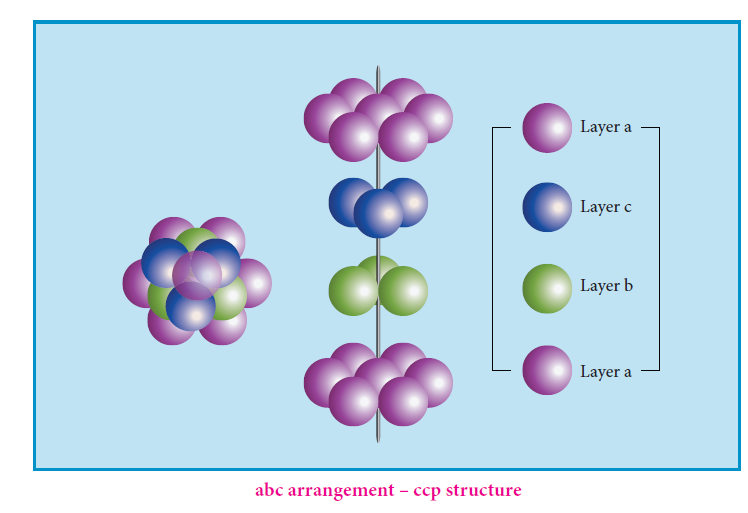 Layer a
Layer c
Layer b
Layer a
abc arrangement – ccp structure